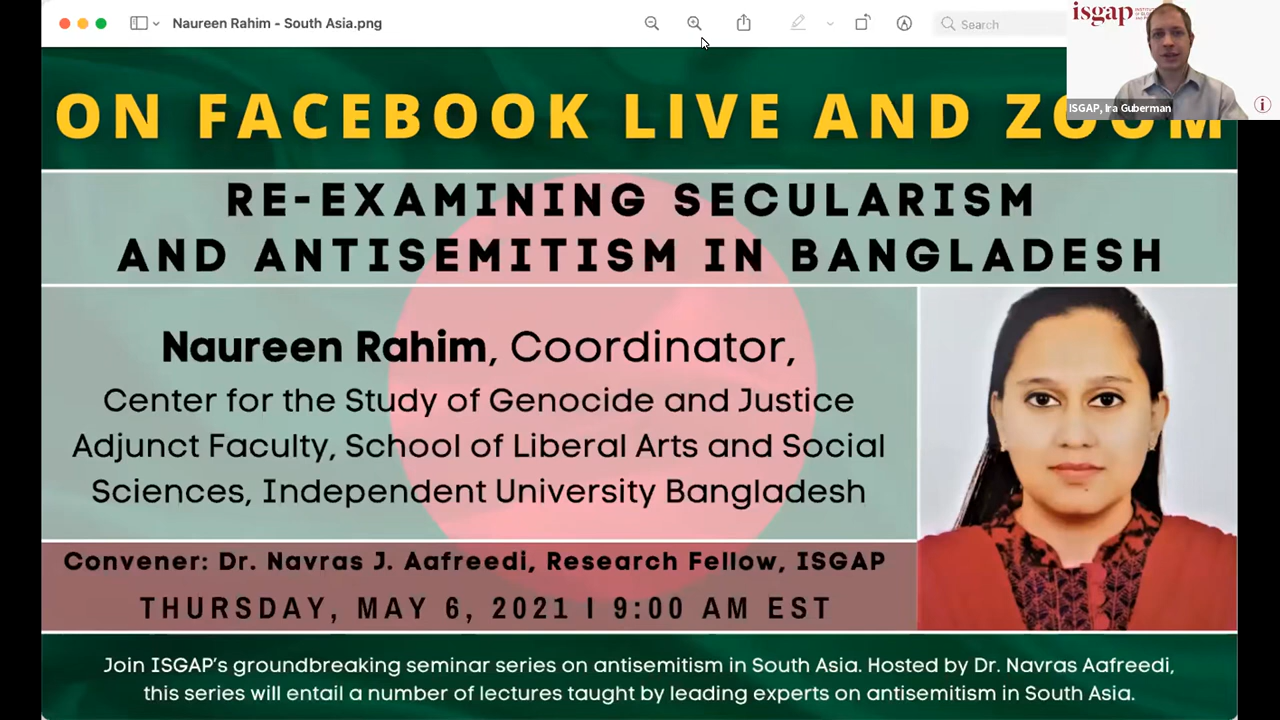 Naureen Rahim - South Asia.png
Search
isgap
ISGAP, Ira Guberman
ON FACEBOOK LIVE AND ZOOM
RE-EXAMINING SECULARISM
AND ANTISEMITISM IN BANGLADESH
Naureen Rahim, Coordinator,
Center for the Study of Genocide and Justice
Adjunct Faculty, School of Liberal Arts and Social
Sciences, Independent University Bangladesh
Convener: Dr. Navras J. Aafreedi, Research Fellow, ISGAP
THURSDAY, MAY 6, 2021 I 9:00 AM EST
Join ISGAP's groundbreaking seminar series on antisemitism in South Asia. Hosted by Dr. Navras Aafreedi,
this series will entail a number of lectures taught by leading experts on antisemitism in South Asia.